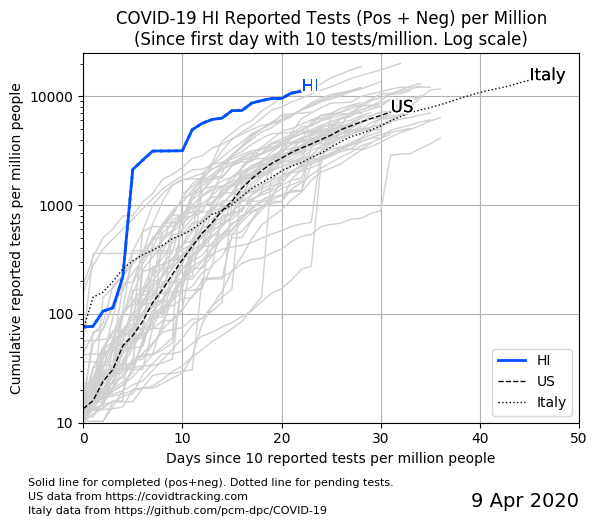 COVID-19 HI Reported Tests (Pos + Neg) per Million
(Since first day with 10 tests/million. Log scale)
Cumulative reported tests per million people
10000
1000
100
10
HI
US
Italy
HI
US
Italy
0 10 20 30 40 50
Days since 10 reported tests per million people
Solid line for completed (pos+neg). Dotted line for pending tests.
US data from https://covidtracking.com
Italy data from https://github.com/pcm-dpc/COVID-19
9 Apr 2020